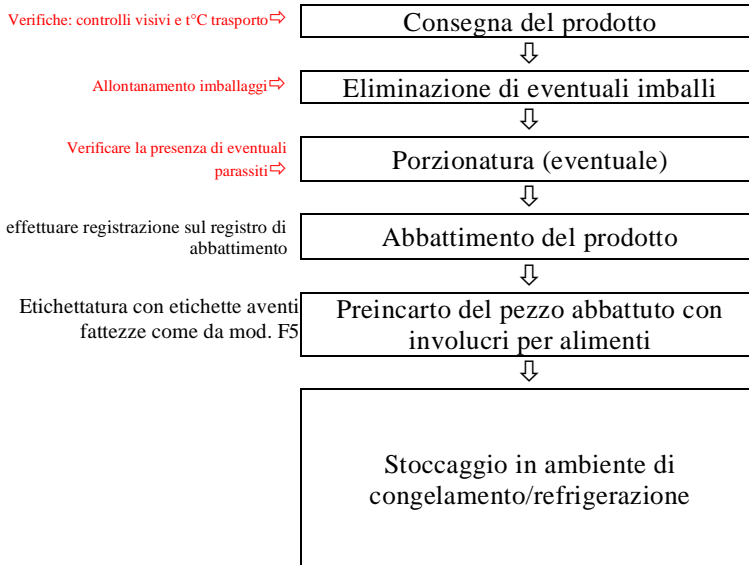 Verifiche: controlli visivi e t°C trasporto⇨
Consegna del prodotto
⇩
Allontanamento imballaggi⇨
Eliminazione di eventuali imballi
⇩
Verificare la presenza di eventuali
parassiti⇨
Porzionatura (eventuale)
⇩
effettuare registrazione sul registro di
abbattimento
Abbattimento del prodotto
⇩
Etichettatura con etichette aventi
fattezze come da mod. F5
Preincarto del pezzo abbattuto con
involucri per alimenti
⇩
Stoccaggio in ambiente di
congelamento/refrigerazione